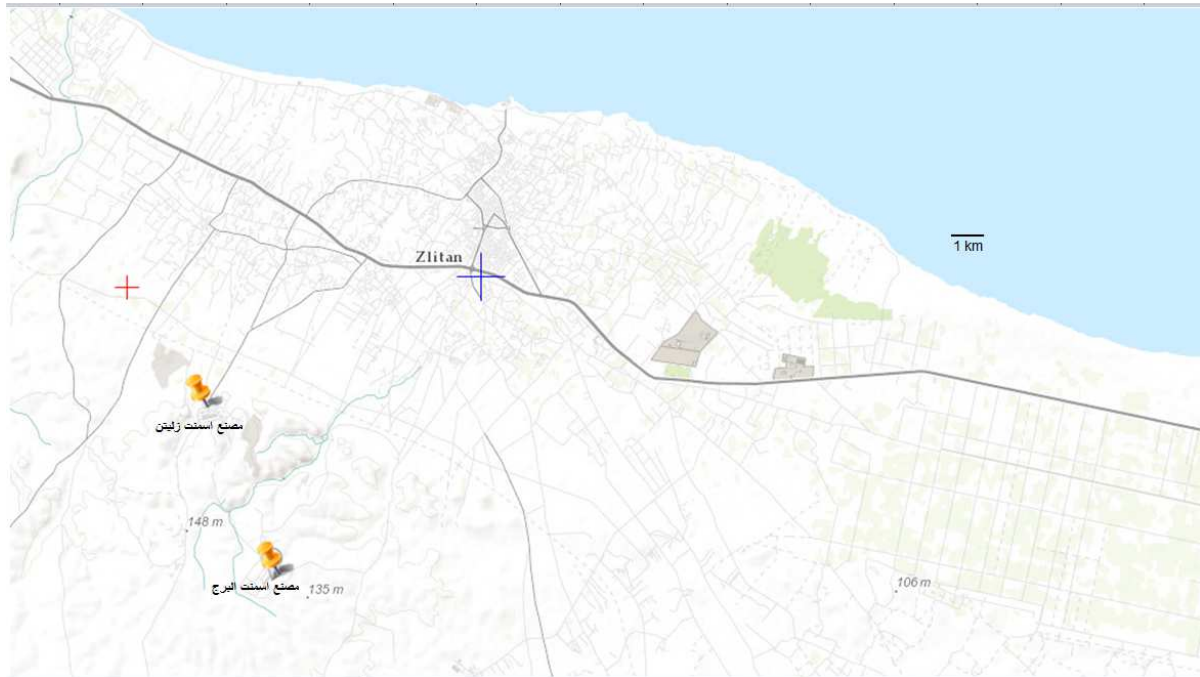 Zlitan
1 km
مصنع اسمنت زليتن
148 m
مصنع اسمنت البرج
135 m
106 m